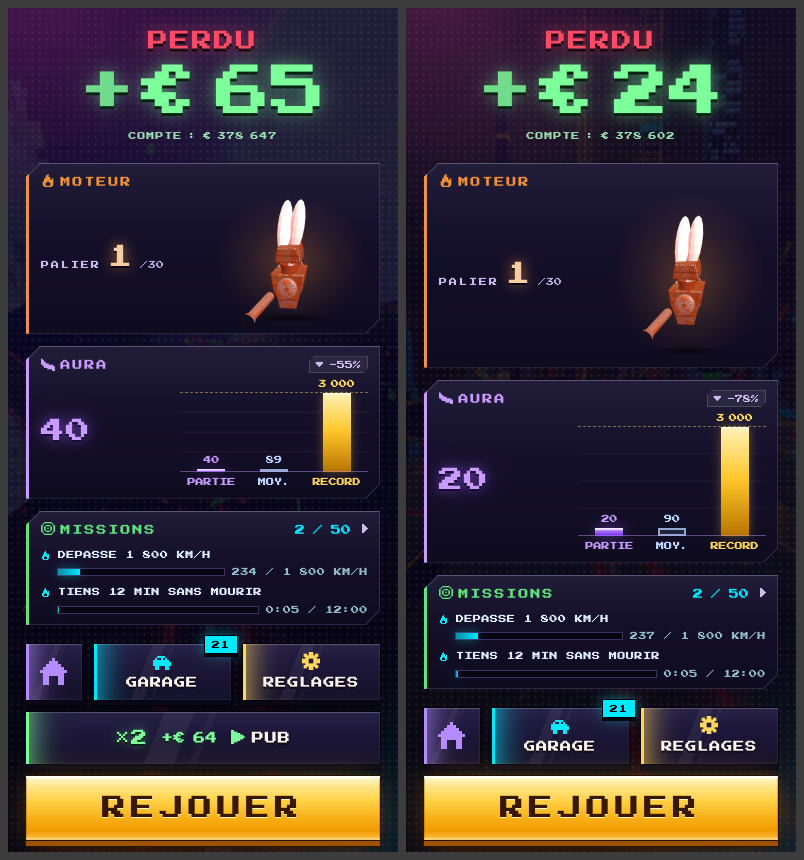 PERDU
+€ 65
COMPTE : € 378 647
MOTEUR
PALIER 1 /30
AURA
▼ -55%
3 000
40
40
89
PARTIE
MOY.
RECORD
MISSIONS
2 / 50
DEPASSE 1 800 KM/H
234 / 1 800 KM/H
TIENS 12 MIN SANS MOURIR
0:05 / 12:00
21
GARAGE
REGLAGES
×2 +€ 64 ▶ PUB
REJOUER
PERDU
+€ 24
COMPTE : € 378 602
MOTEUR
PALIER 1 /30
AURA
▼ -78%
3 000
20
20
90
PARTIE
MOY.
RECORD
MISSIONS
2 / 50
DEPASSE 1 800 KM/H
237 / 1 800 KM/H
TIENS 12 MIN SANS MOURIR
0:05 / 12:00
21
GARAGE
REGLAGES
REJOUER